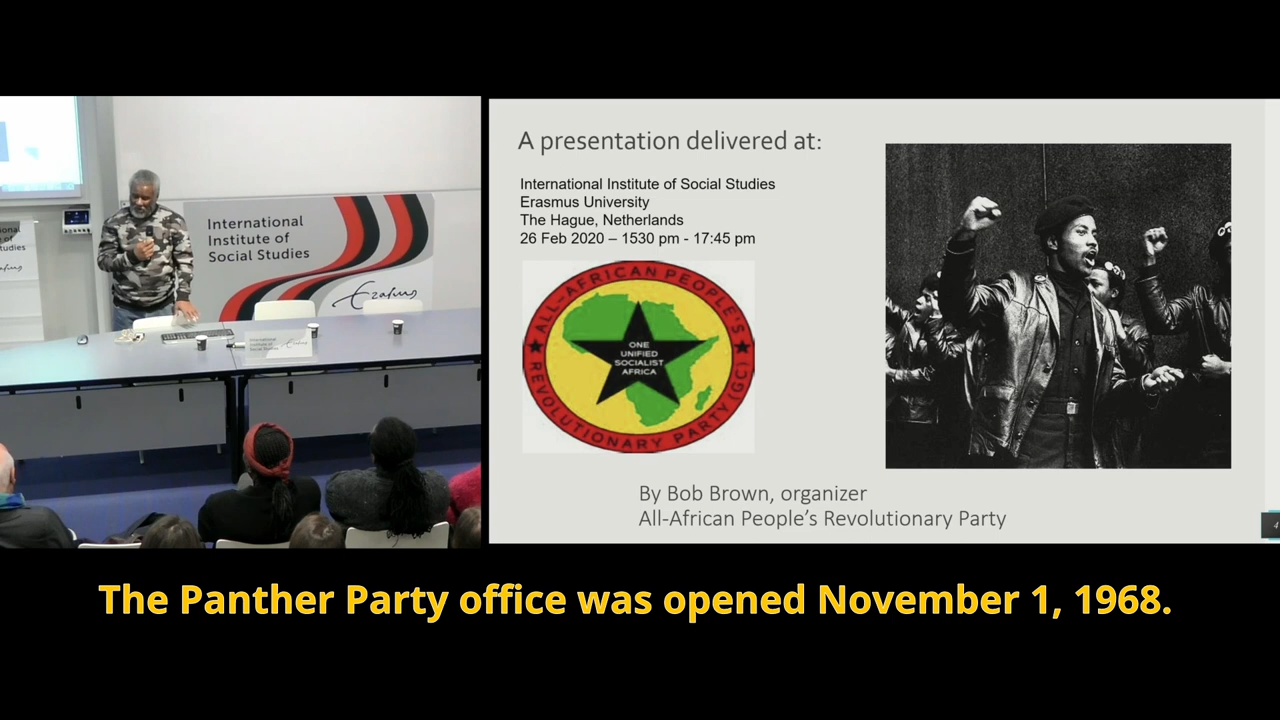 International
Institute of
Social Studies
Erasmus
A presentation delivered at:
International Institute of Social Studies
Erasmus University
The Hague, Netherlands
26 Feb 2020 – 1530 pm - 17:45 pm
ALL-AFRICAN PEOPLE'S
REVOLUTIONARY PARTY (GC)
ONE
UNIFIED
SOCIALIST
AFRICA
By Bob Brown, organizer
All-African People's Revolutionary Party
The Panther Party office was opened November 1, 1968.